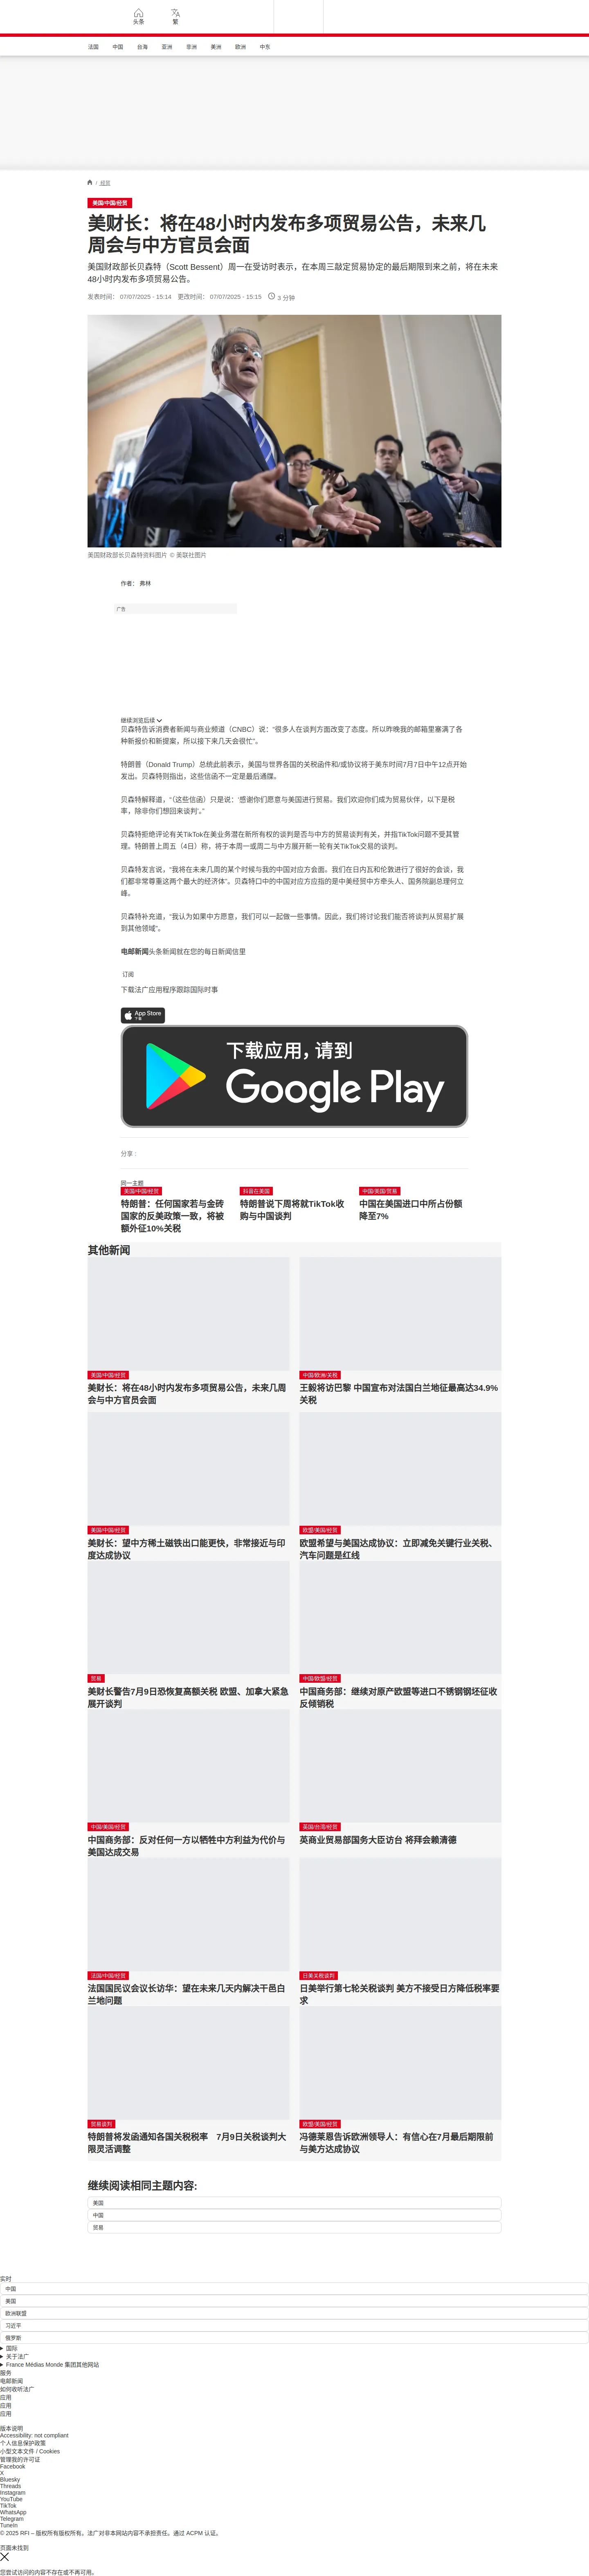 头条
繁
法国 中国 台海 亚洲 非洲 美洲 欧洲 中东
/ 经贸
美国/中国/经贸
美财长：将在48小时内发布多项贸易公告，未来几
周会与中方官员会面
美国财政部长贝森特（Scott Bessent）周一在受访时表示，在本周三敲定贸易协定的最后期限到来之前，将在未来
48小时内发布多项贸易公告。
发表时间： 07/07/2025 - 15:14 更改时间： 07/07/2025 - 15:15 3 分钟
美国财政部长贝森特资料图片 © 美联社图片
作者： 弗林
广告
继续浏览后续
贝森特告诉消费者新闻与商业频道（CNBC）说：“很多人在谈判方面改变了态度。所以昨晚我的邮箱里塞满了各
种新报价和新提案，所以接下来几天会很忙”。
特朗普（Donald Trump）总统此前表示，美国与世界各国的关税函件和/或协议将于美东时间7月7日中午12点开始
发出。贝森特则指出，这些信函不一定是最后通牒。
贝森特解释道，“（这些信函）只是说：‘感谢你们愿意与美国进行贸易。我们欢迎你们成为贸易伙伴，以下是税
率，除非你们想回来谈判’。”
贝森特拒绝评论有关TikTok在美业务潜在新所有权的谈判是否与中方的贸易谈判有关，并指TikTok问题不受其管
理。特朗普上周五（4日）称，将于本周一或周二与中方展开新一轮有关TikTok交易的谈判。
贝森特发言说，“我将在未来几周的某个时候与我的中国对应方会面。我们在日内瓦和伦敦进行了很好的会谈，我
们都非常尊重这两个最大的经济体”。贝森特口中的中国对应方应指的是中美经贸中方牵头人、国务院副总理何立
峰。
贝森特补充道，“我认为如果中方愿意，我们可以一起做一些事情。因此，我们将讨论我们能否将谈判从贸易扩展
到其他领域”。
电邮新闻头条新闻就在您的每日新闻信里
订阅
下载法广应用程序跟踪国际时事
App Store
下载
下载应用，请到
Google Play
分享 :
同一主题
美国/中国/经贸
特朗普：任何国家若与金砖
国家的反美政策一致，将被
额外征10%关税
抖音在美国
特朗普说下周将就TikTok收
购与中国谈判
中国/美国/贸易
中国在美国进口中所占份额
降至7%
其他新闻
美国/中国/经贸
美财长：将在48小时内发布多项贸易公告，未来几周
会与中方官员会面
中国/欧洲/关税
王毅将访巴黎 中国宣布对法国白兰地征最高达34.9%
关税
美国/中国/经贸
美财长：望中方稀土磁铁出口能更快，非常接近与印
度达成协议
欧盟/美国/经贸
欧盟希望与美国达成协议：立即减免关键行业关税、
汽车问题是红线
贸易
美财长警告7月9日恐恢复高额关税 欧盟、加拿大紧急
展开谈判
中国/欧盟/经贸
中国商务部：继续对原产欧盟等进口不锈钢钢坯征收
反倾销税
中国/美国/经贸
中国商务部：反对任何一方以牺牲中方利益为代价与
美国达成交易
英国/台湾/经贸
英商业贸易部国务大臣访台 将拜会赖清德
法国/中国/经贸
法国国民议会议长访华：望在未来几天内解决干邑白
兰地问题
日美关税谈判
日美举行第七轮关税谈判 美方不接受日方降低税率要
求
贸易谈判
特朗普将发函通知各国关税税率　7月9日关税谈判大
限灵活调整
欧盟/美国/经贸
冯德莱恩告诉欧洲领导人：有信心在7月最后期限前
与美方达成协议
继续阅读相同主题内容:
美国
中国
贸易
实时
中国
美国
欧洲联盟
习近平
俄罗斯
国际
关于法广
France Médias Monde 集团其他网站
服务
电邮新闻
如何收听法广
应用
应用
应用
版本说明
Accessibility: not compliant
个人信息保护政策
小型文本文件 / Cookies
管理我的许可证
Facebook
X
Bluesky
Threads
Instagram
YouTube
TikTok
WhatsApp
Telegram
TuneIn
© 2025 RFI – 版权所有版权所有。法广对非本网站内容不承担责任。通过 ACPM 认证。
页面未找到
您尝试访问的内容不存在或不再可用。